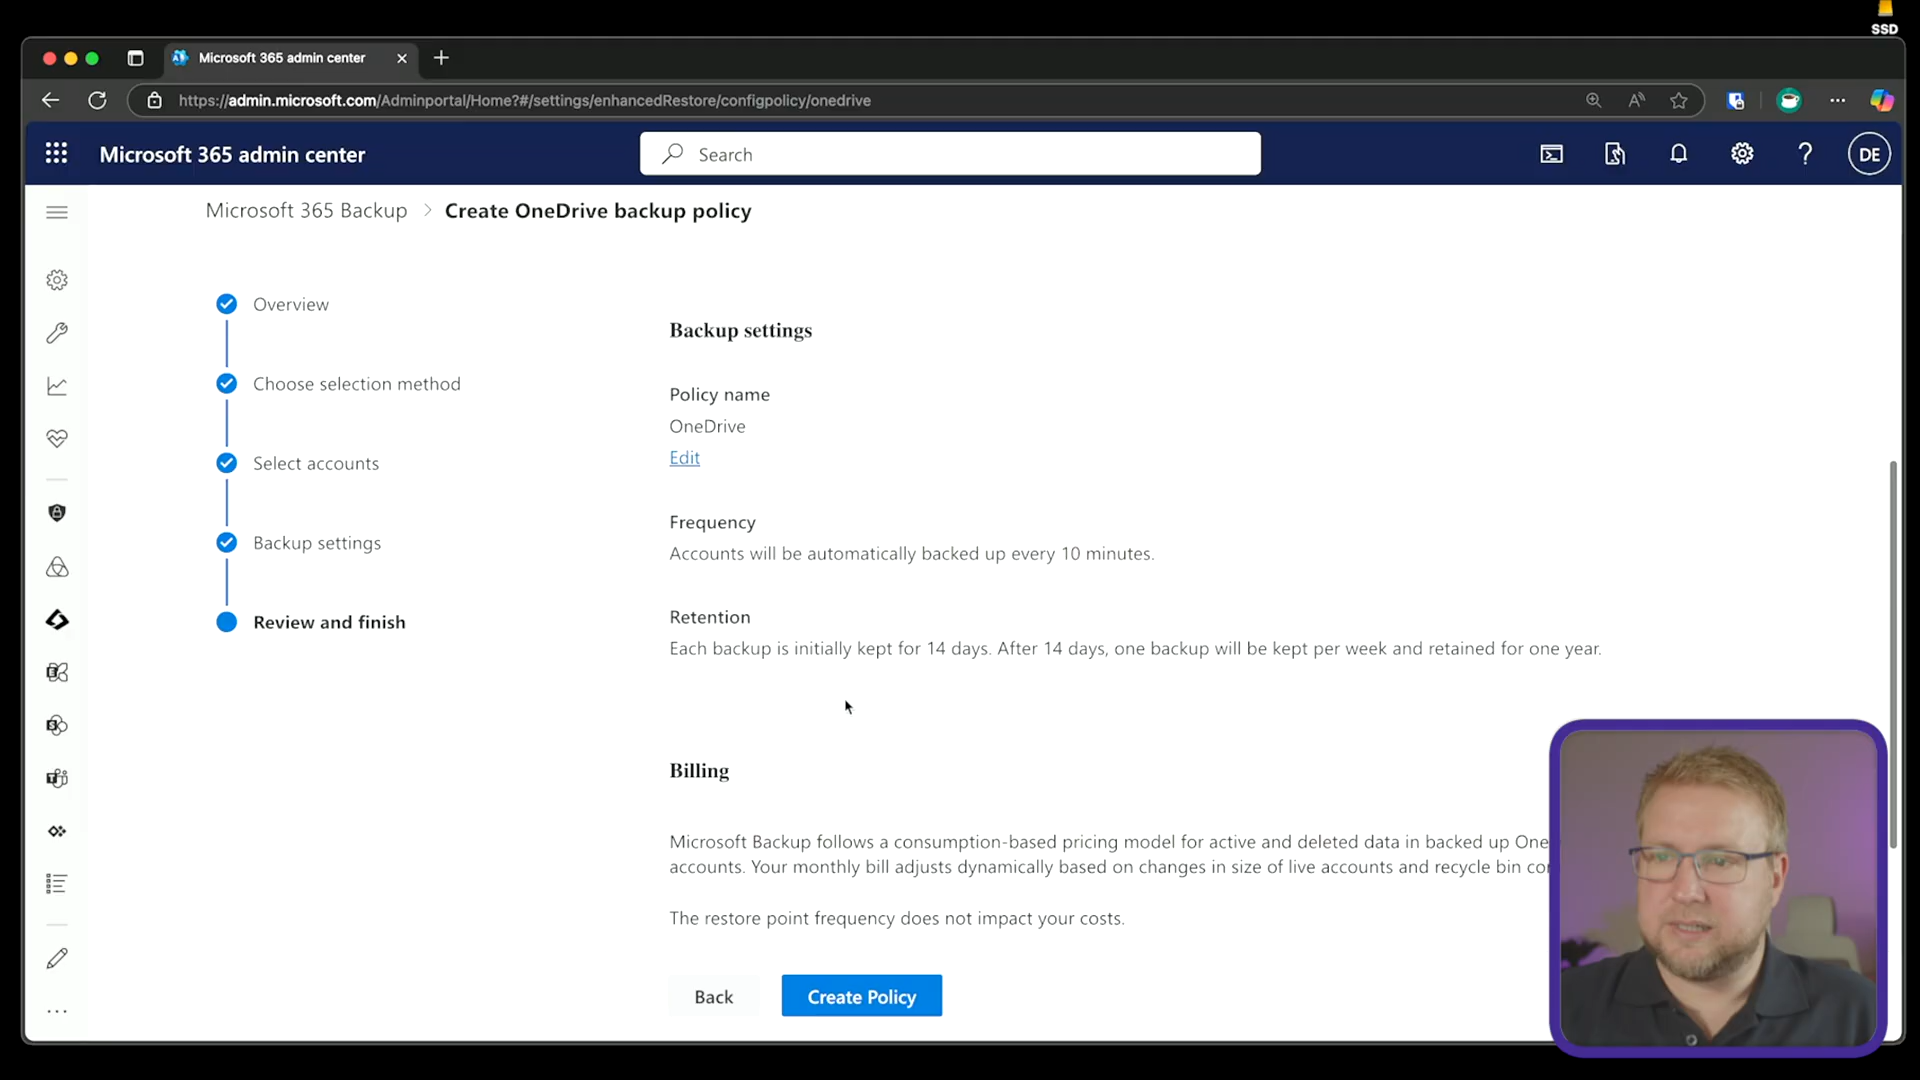 SSD
Microsoft 365 admin center
https://admin.microsoft.com/Adminportal/Home?#/settings/enhancedRestore/configpolicy/onedrive
Microsoft 365 admin center
Search
DE
Microsoft 365 Backup > Create OneDrive backup policy
Overview
Choose selection method
Select accounts
Backup settings
Review and finish
Backup settings
Policy name
OneDrive
Edit
Frequency
Accounts will be automatically backed up every 10 minutes.
Retention
Each backup is initially kept for 14 days. After 14 days, one backup will be kept per week and retained for one year.
Billing
Microsoft Backup follows a consumption-based pricing model for active and deleted data in backed up One
accounts. Your monthly bill adjusts dynamically based on changes in size of live accounts and recycle bin
The restore point frequency does not impact your costs.
Back
Create Policy